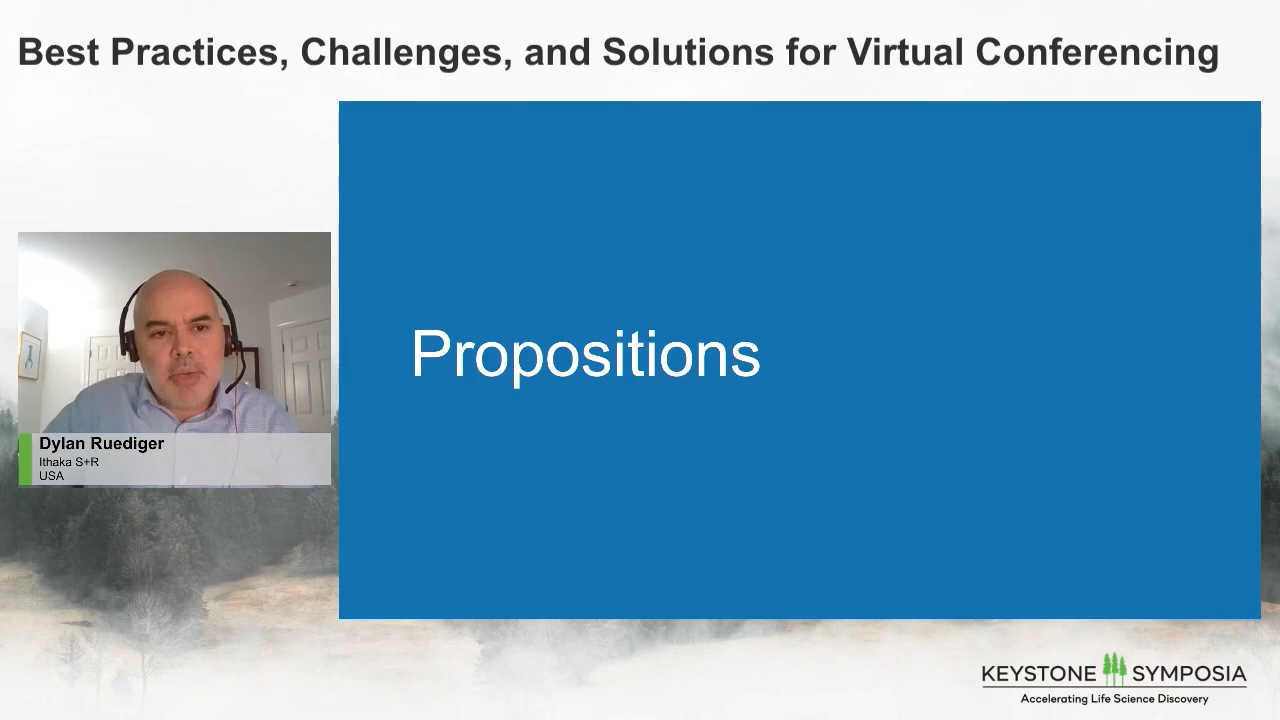 Best Practices, Challenges, and Solutions for Virtual Conferencing
Propositions
Dylan Ruediger
Ithaka S+R
USA
KEYSTONE SYMPOSIA
Accelerating Life Science Discovery